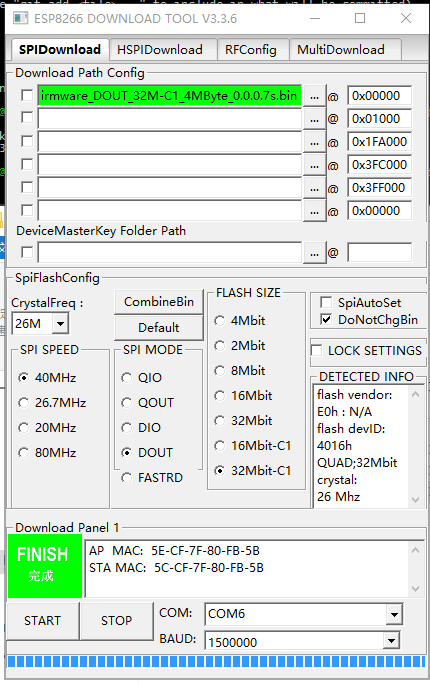 ESP8266 DOWNLOAD TOOL V3.3.6
SPIDownload HSPIDownload RFConfig MultiDownload
Download Path Config
irmware_DOUT_32M-C1_4MByte_0.0.0.7s.bin ... @ 0x00000
... @ 0x01000
... @ 0x1FA000
... @ 0x3FC000
... @ 0x3FF000
... @ 0x00000
DeviceMasterKey Folder Path
... @
SpiFlashConfig
CrystalFreq :
26M
CombineBin
Default
SPI SPEED
40MHz
26.7MHz
20MHz
80MHz
SPI MODE
QIO
QOUT
DIO
DOUT
FASTRD
FLASH SIZE
4Mbit
2Mbit
8Mbit
16Mbit
32Mbit
16Mbit-C1
32Mbit-C1
SpiAutoSet
DoNotChgBin
LOCK SETTINGS
DETECTED INFO
flash vendor:
E0h : N/A
flash devID:
4016h
QUAD;32Mbit
crystal:
26 Mhz
Download Panel 1
FINISH
完成
AP MAC: 5E-CF-7F-80-FB-5B
STA MAC: 5C-CF-7F-80-FB-5B
START
STOP
COM: COM6
BAUD: 1500000